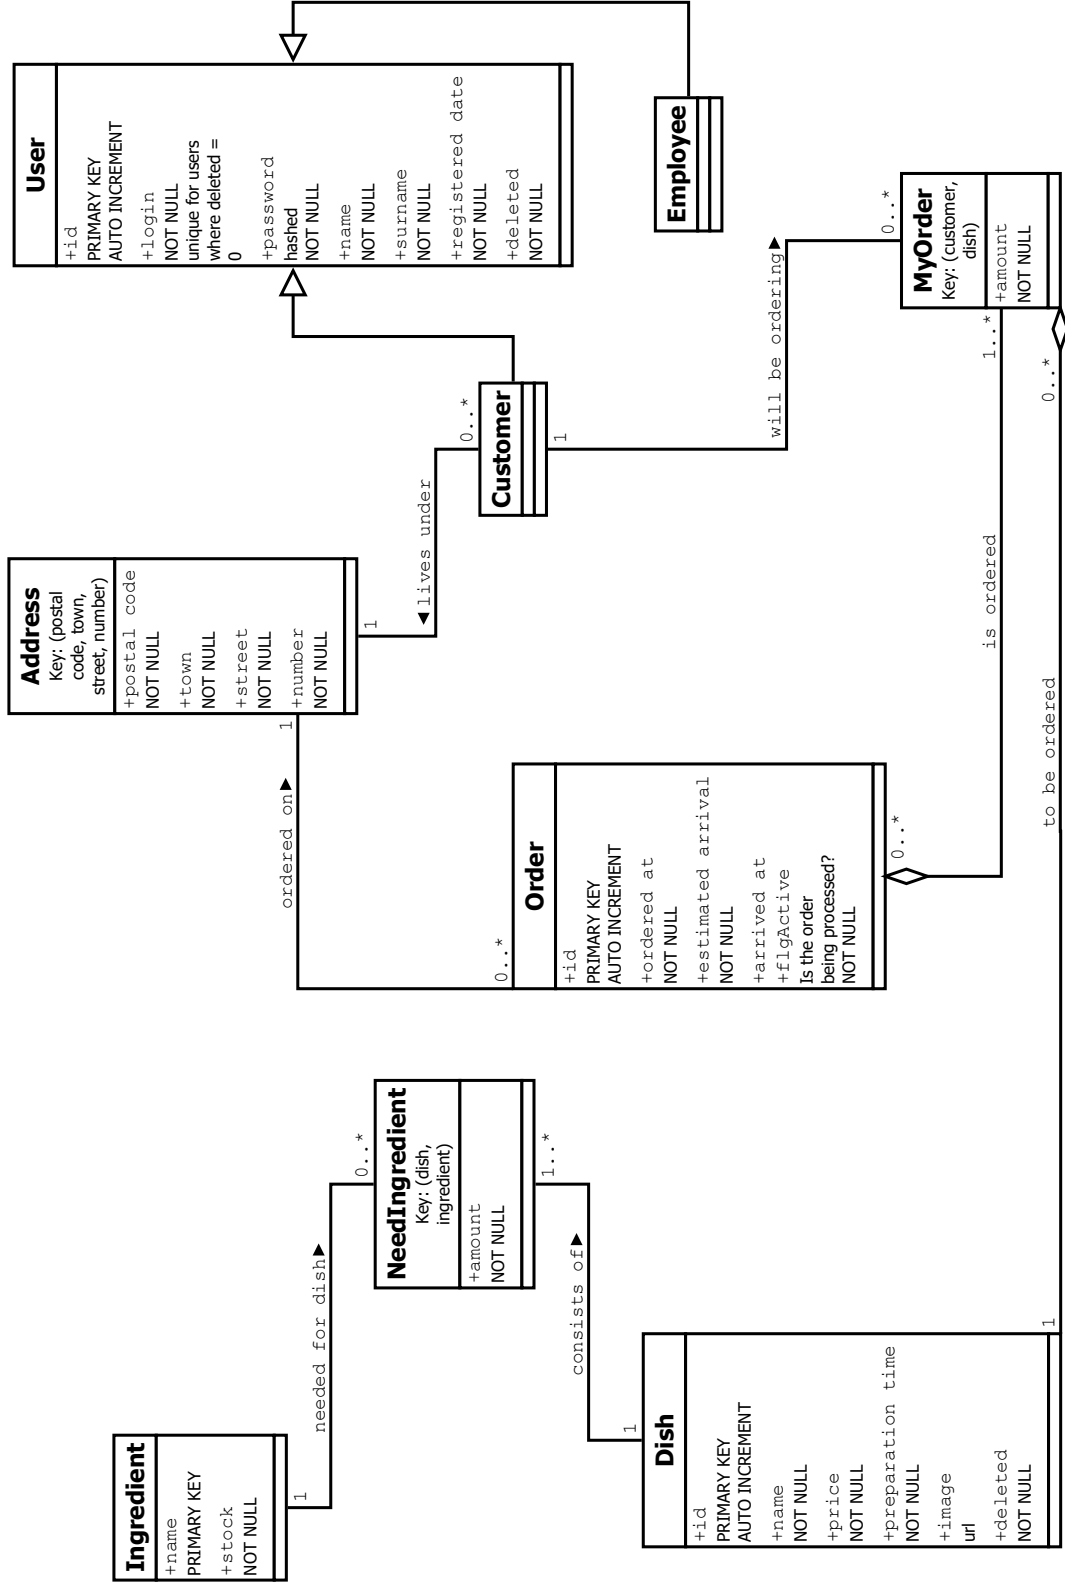 Ingredient
+name
PRIMARY KEY
+stock
NOT NULL
1
needed for dish►
0..*
NeedIngredient
Key: (dish,
ingredient)
+amount
NOT NULL
1..*
consists of►
1
Dish
+id
PRIMARY KEY
AUTO INCREMENT
+name
NOT NULL
+price
NOT NULL
+preparation time
NOT NULL
+image
url
+deleted
NOT NULL
1
to be ordered
0..*
Address
Key: (postal
code, town,
street, number)
+postal code
NOT NULL
+town
NOT NULL
+street
NOT NULL
+number
NOT NULL
1
ordered on►
0..*
Order
+id
PRIMARY KEY
AUTO INCREMENT
+ordered at
NOT NULL
+estimated arrival
NOT NULL
+arrived at
+flgActive
Is the order
being processed?
NOT NULL
0..*
is ordered
1..*
1
◄lives under
0..*
Customer
1
will be ordering►
0..*
MyOrder
Key: (customer,
dish)
+amount
NOT NULL
User
+id
PRIMARY KEY
AUTO INCREMENT
+login
NOT NULL
unique for users
where deleted =
0
+password
hashed
NOT NULL
+name
NOT NULL
+surname
NOT NULL
+registered date
NOT NULL
+deleted
NOT NULL
Employee